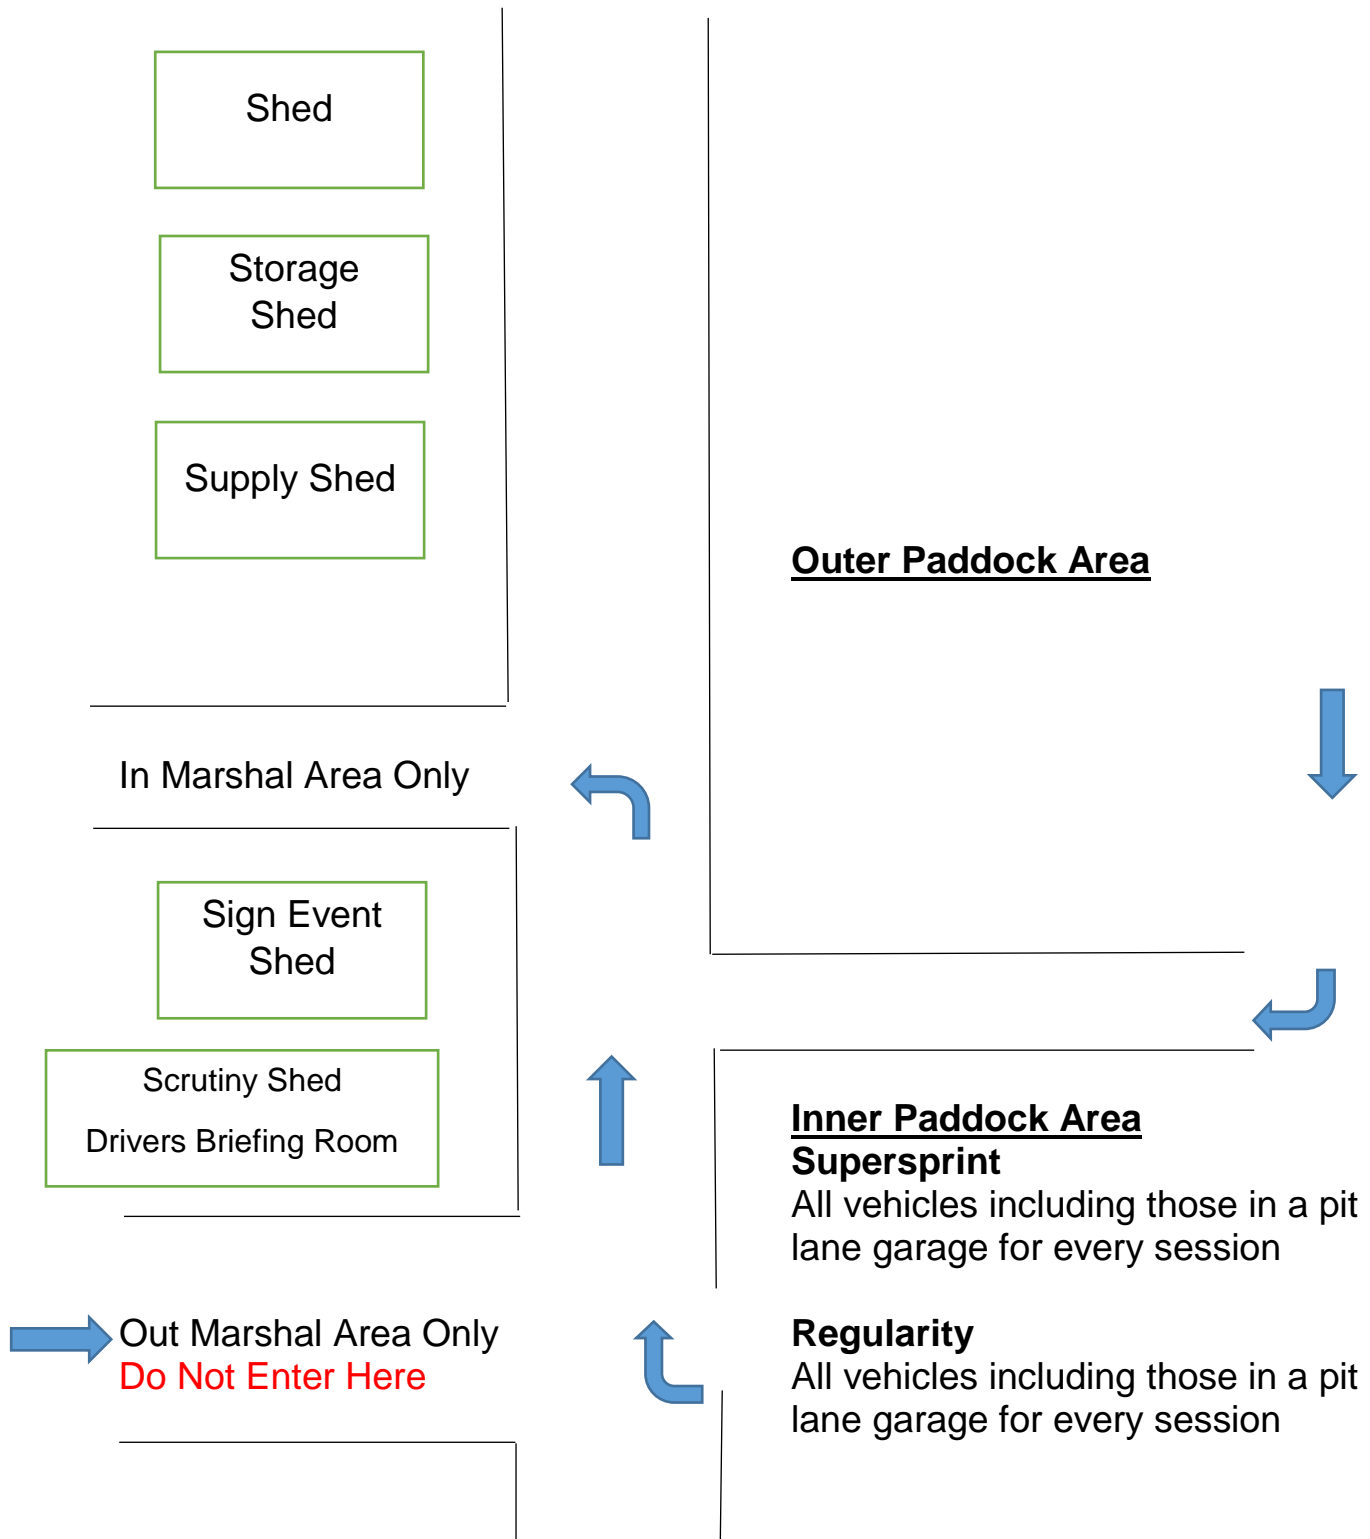 Shed
Storage
Shed
Supply Shed
Outer Paddock Area
In Marshal Area Only
Sign Event
Shed
Scrutiny Shed
Drivers Briefing Room
Inner Paddock Area
Supersprint
All vehicles including those in a pit
lane garage for every session
Out Marshal Area Only
Do Not Enter Here
Regularity
All vehicles including those in a pit
lane garage for every session